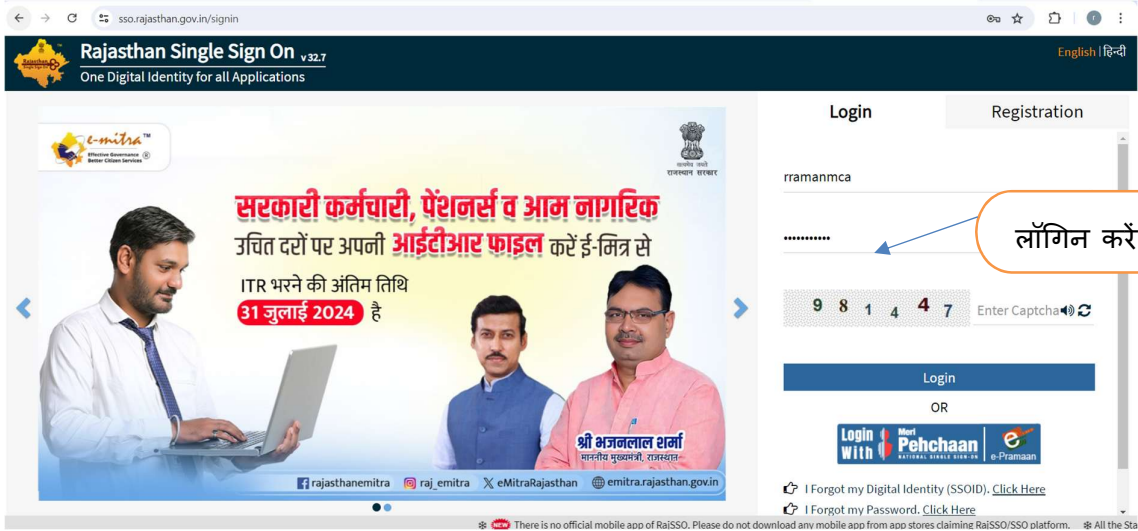 sso.rajasthan.gov.in/signin
Rajasthan Single Sign On v 32.7
One Digital Identity for all Applications
English | हिन्दी
e-mitra™
Effective Governance
Better Citizen Services
राजस्थान सरकार
सरकारी कर्मचारी, पेंशनर्स व आम नागरिक
उचित दरों पर अपनी आईटीआर फाइल करें ई-मित्र से
ITR भरने की अंतिम तिथि
31 जुलाई 2024 है
श्री भजनलाल शर्मा
माननीय मुख्यमंत्री, राजस्थान
rajasthanemitra raj_emitra eMitraRajasthan emitra.rajasthan.gov.in
Login Registration
rramanmca
लॉगिन करें
9 8 1 4 4 7 Enter Captcha
Login
OR
Login With Meri Pehchaan NATIONAL SINGLE SIGN-ON e-Pramaan
I Forgot my Digital Identity (SSOID). Click Here
I Forgot my Password. Click Here
There is no official mobile app of RajSSO. Please do not download any mobile app from app stores claiming RajSSO/SSO platform. All the